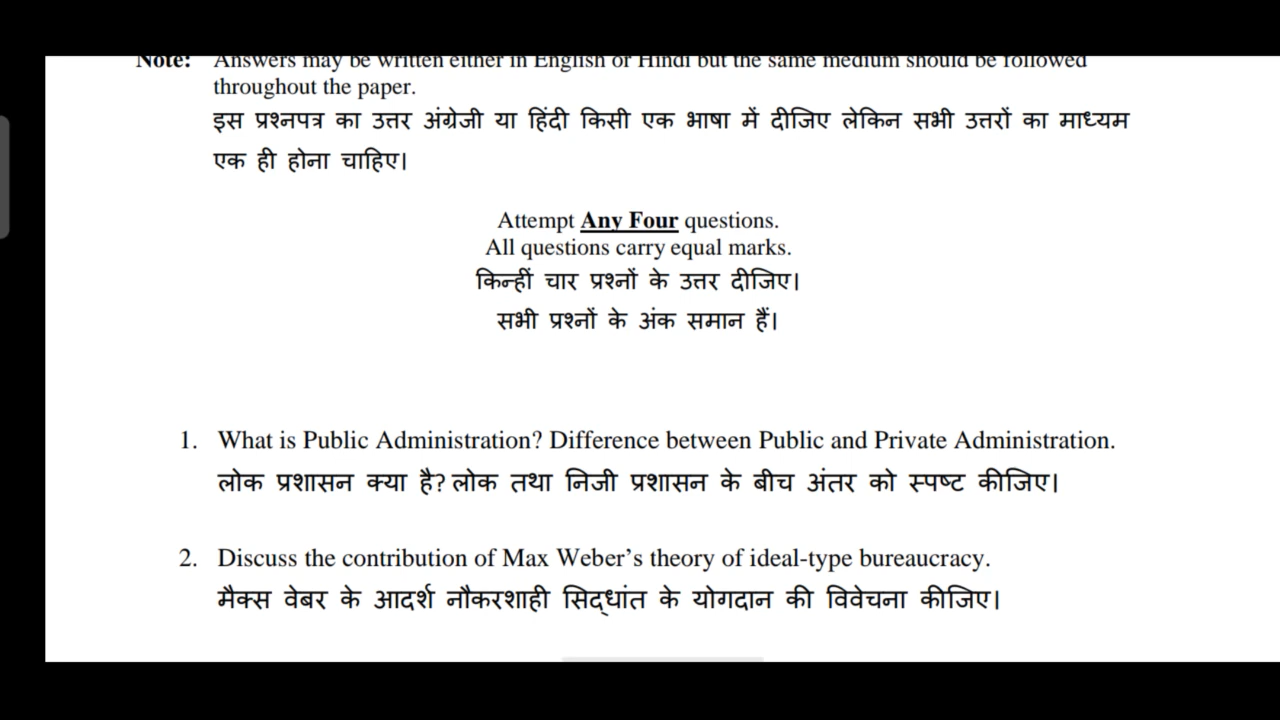 Note: Answers may be written either in English or Hindi but the same medium should be followed
throughout the paper.
इस प्रश्नपत्र का उत्तर अंग्रेजी या हिंदी किसी एक भाषा में दीजिए लेकिन सभी उत्तरों का माध्यम
एक ही होना चाहिए।
Attempt Any Four questions.
All questions carry equal marks.
किन्हीं चार प्रश्नों के उत्तर दीजिए।
सभी प्रश्नों के अंक समान हैं।
1. What is Public Administration? Difference between Public and Private Administration.
लोक प्रशासन क्या है? लोक तथा निजी प्रशासन के बीच अंतर को स्पष्ट कीजिए।
2. Discuss the contribution of Max Weber’s theory of ideal-type bureaucracy.
मैक्स वेबर के आदर्श नौकरशाही सिद्धांत के योगदान की विवेचना कीजिए।